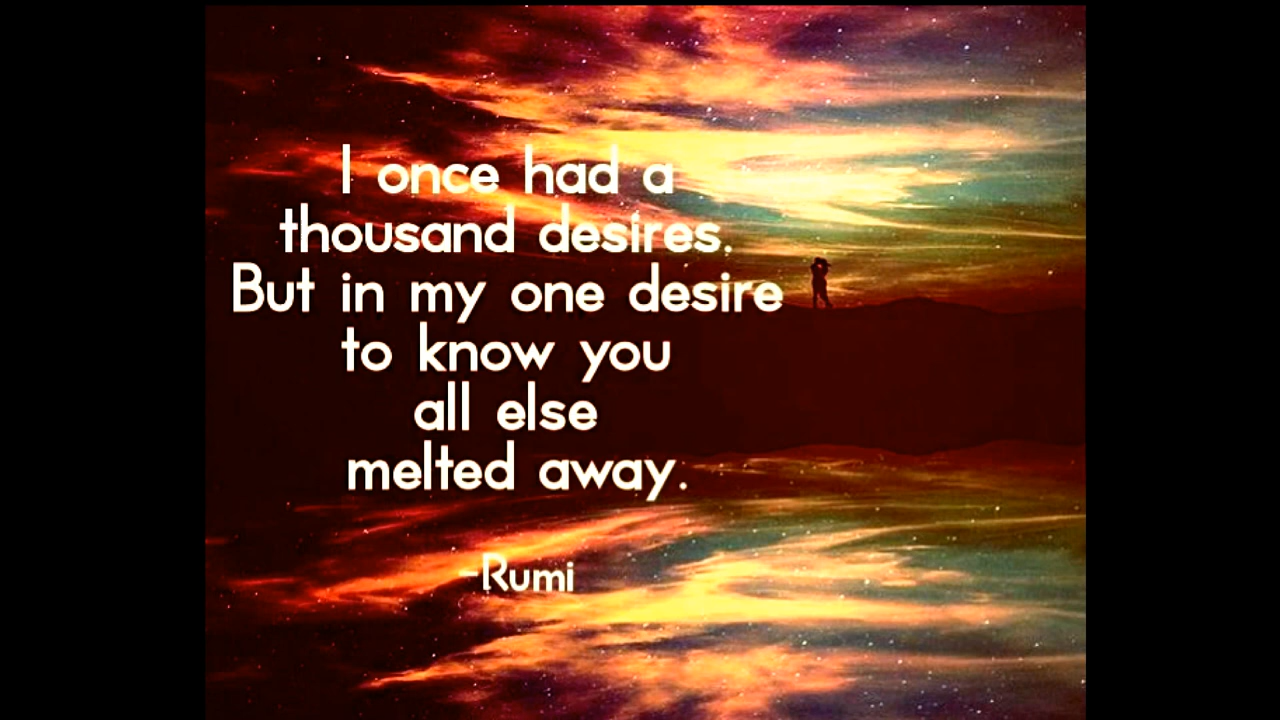 I once had a
thousand desires.
But in my one desire
to know you
all else
melted away.
-Rumi